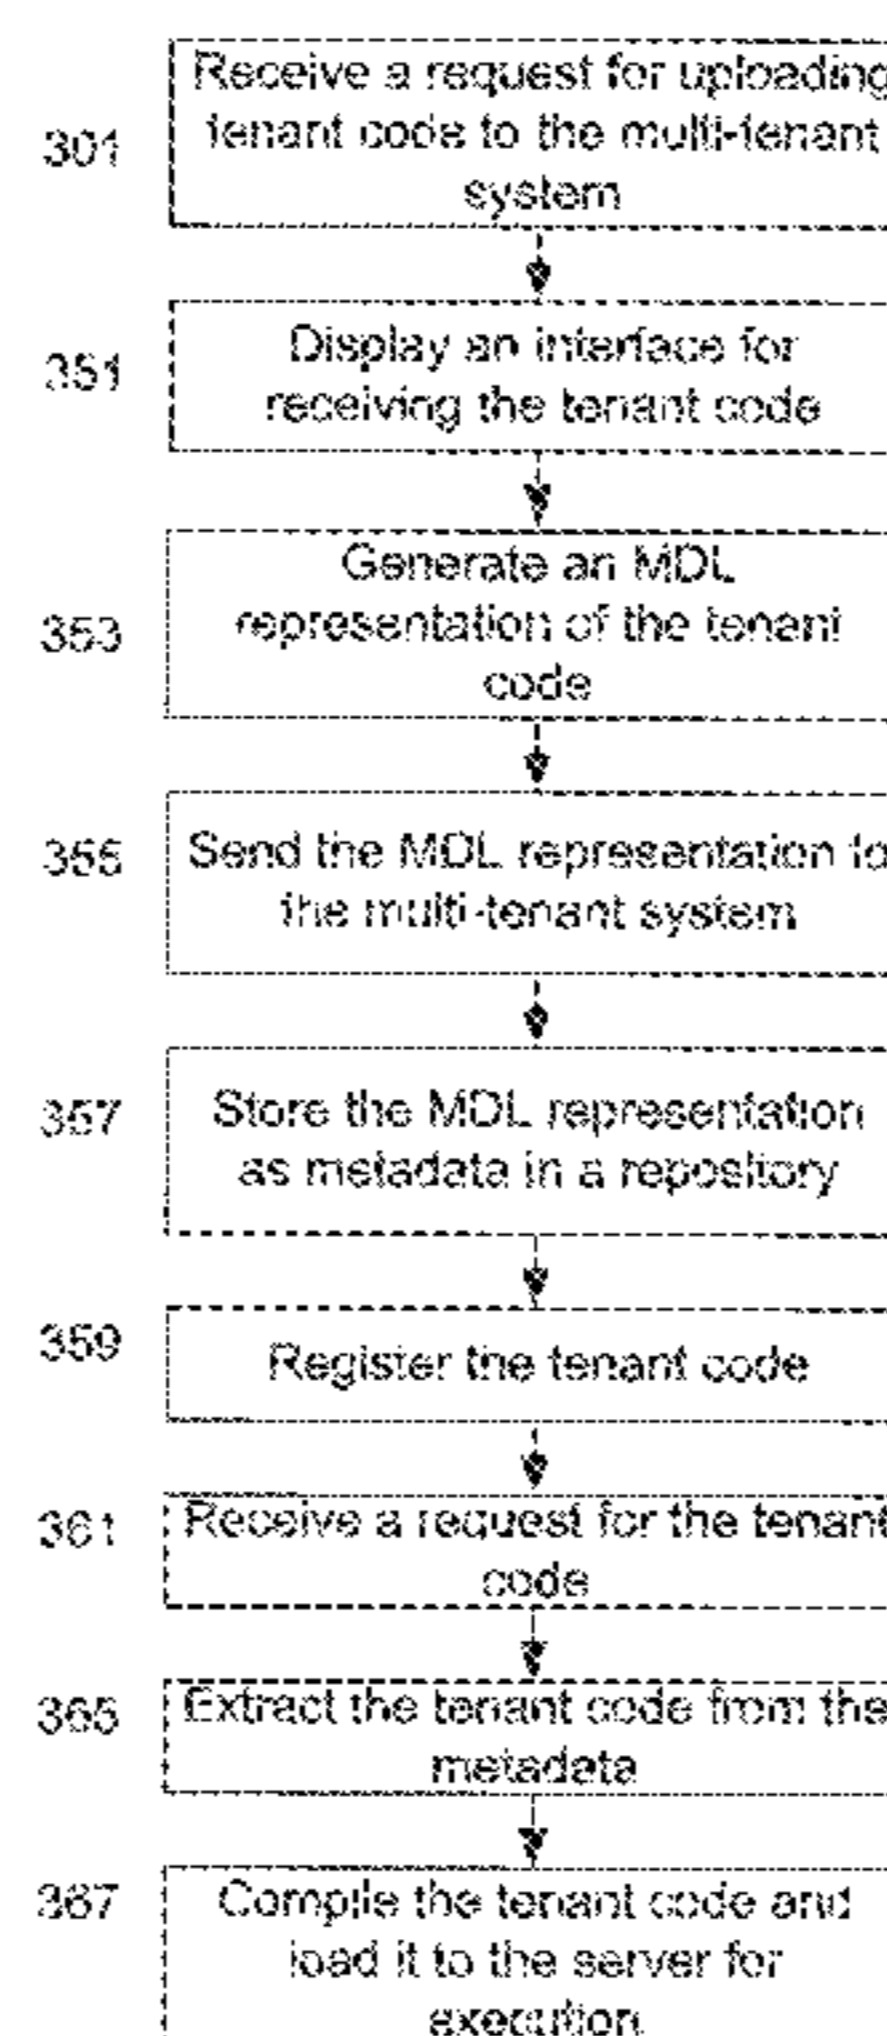 301
Receive a request for uploading
tenant code to the multi-tenant
system
351
Display an interface for
receiving the tenant code
353
Generate an MDL
representation of the tenant
code
355
Send the MDL representation to
the multi-tenant system
357
Store the MDL representation
as metadata in a repository
359
Register the tenant code
361
Receive a request for the tenant
code
365
Extract the tenant code from the
metadata
367
Compile the tenant code and
load it to the server for
execution